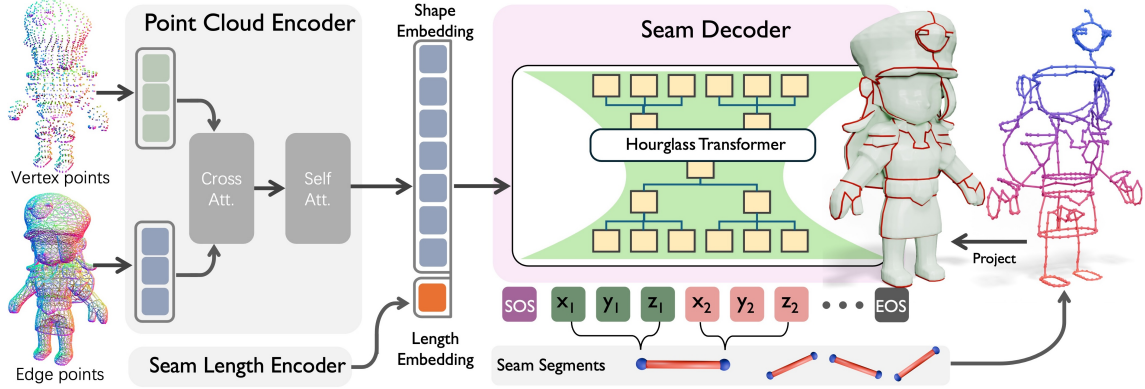 Point Cloud Encoder
Vertex points
Edge points
Cross
Att.
Self
Att.
Seam Length Encoder
Shape
Embedding
Length
Embedding
Seam Decoder
Hourglass Transformer
SOS x1 y1 z1 x2 y2 z2 EOS
Seam Segments
Project